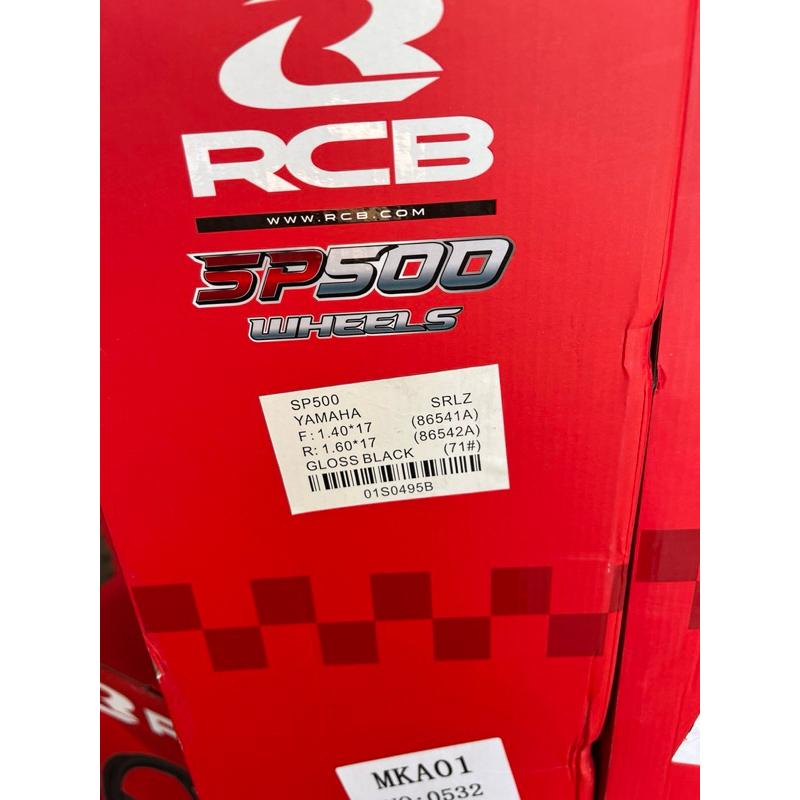 RCB
WWW.RCB.COM
SP500
WHEELS
SP500 SRLZ
YAMAHA (86541A)
F:1.40*17 (86542A)
R:1.60*17 (71#)
GLOSS BLACK
01S0495B
MKA01
:0532